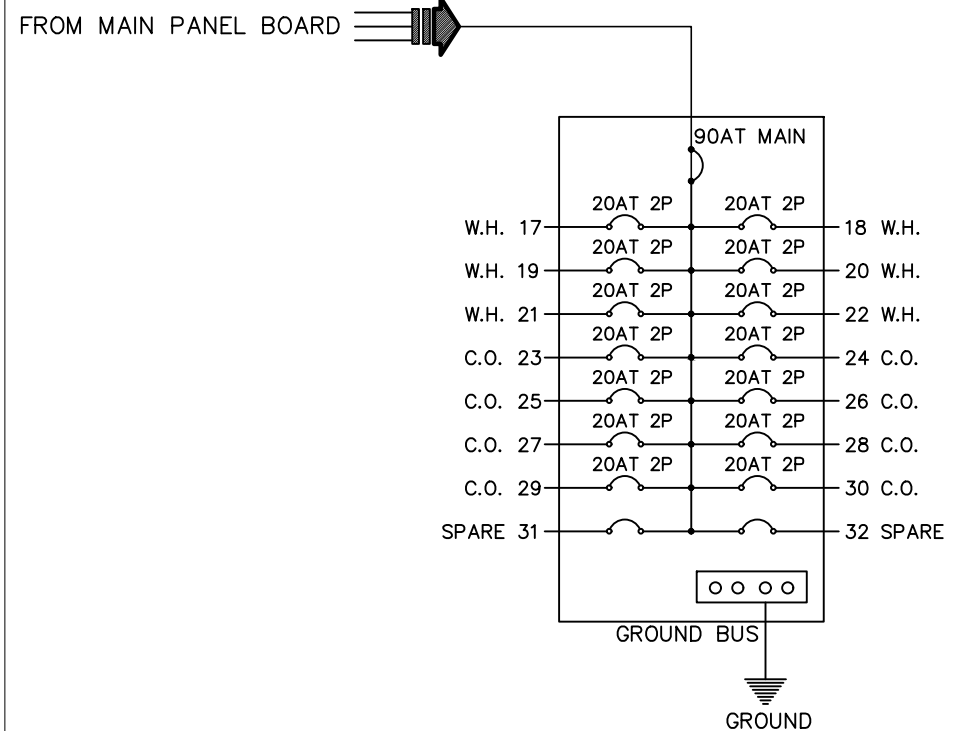 FROM MAIN PANEL BOARD
90AT MAIN
20AT 2P 20AT 2P
W.H. 17 18 W.H.
20AT 2P 20AT 2P
W.H. 19 20 W.H.
20AT 2P 20AT 2P
W.H. 21 22 W.H.
20AT 2P 20AT 2P
C.O. 23 24 C.O.
20AT 2P 20AT 2P
C.O. 25 26 C.O.
20AT 2P 20AT 2P
C.O. 27 28 C.O.
20AT 2P 20AT 2P
C.O. 29 30 C.O.
SPARE 31 32 SPARE
GROUND BUS
GROUND